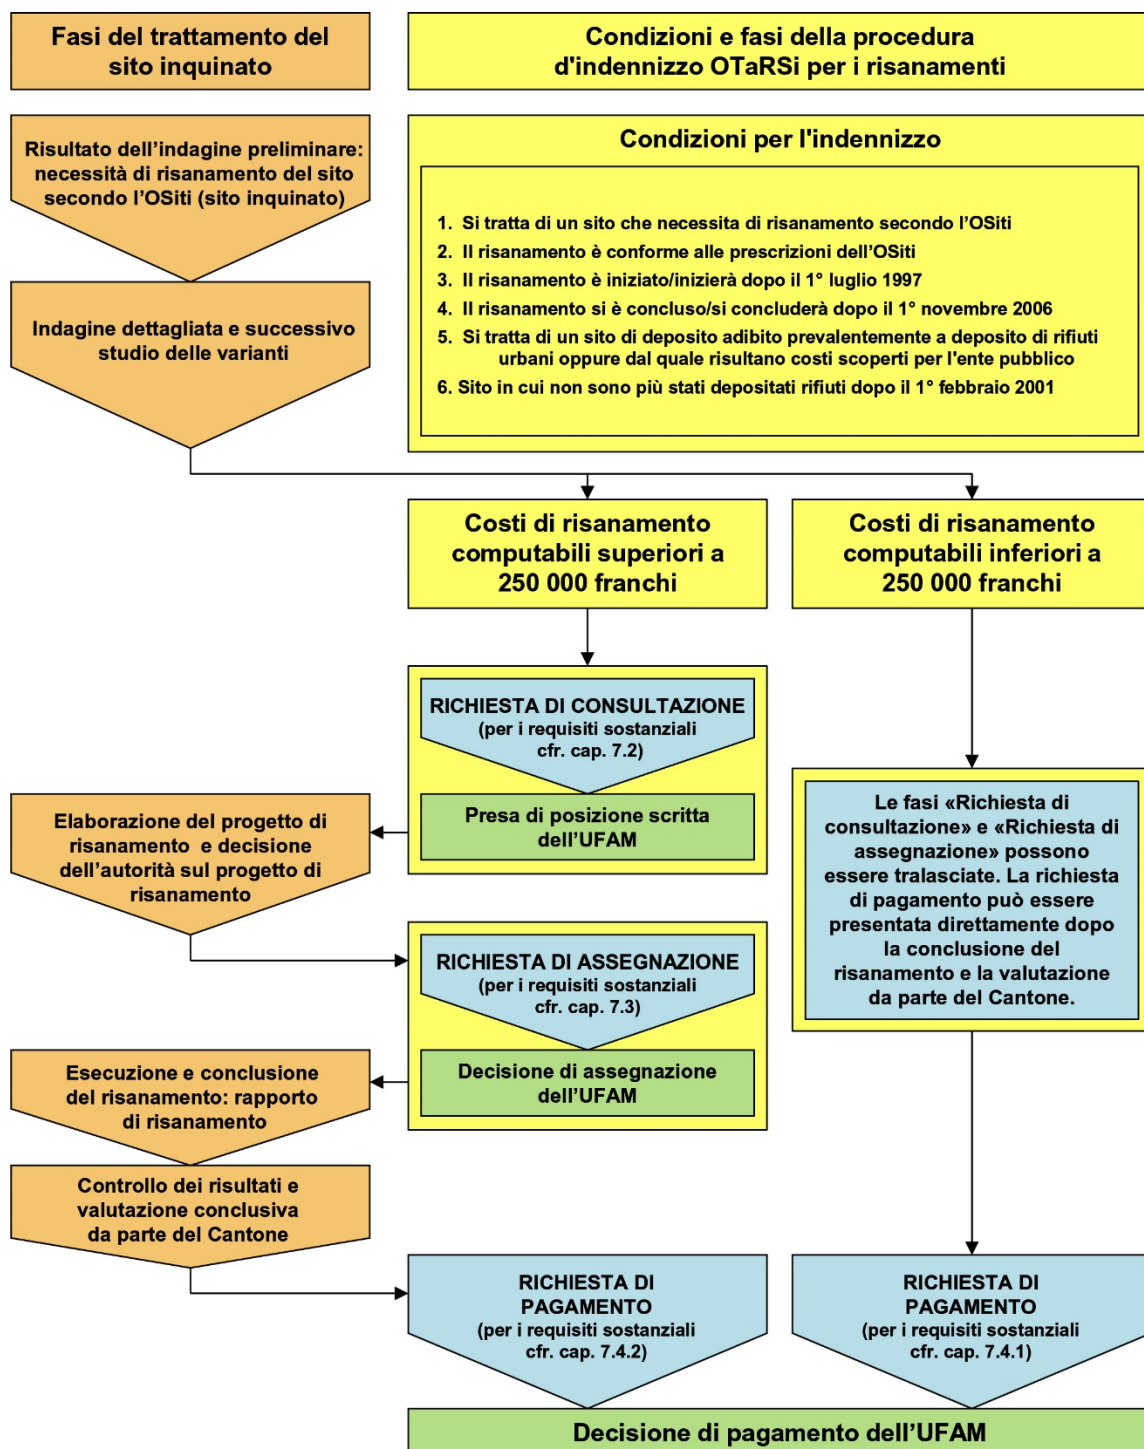 Fasi del trattamento del
sito inquinato
Condizioni e fasi della procedura
d'indennizzo OTaRSi per i risanamenti
Risultato dell’indagine preliminare:
necessità di risanamento del sito
secondo l’OSiti (sito inquinato)
Indagine dettagliata e successivo
studio delle varianti
Condizioni per l'indennizzo
1. Si tratta di un sito che necessita di risanamento secondo l’OSiti
2. Il risanamento è conforme alle prescrizioni dell’OSiti
3. Il risanamento è iniziato/inizierà dopo il 1° luglio 1997
4. Il risanamento si è concluso/si concluderà dopo il 1° novembre 2006
5. Si tratta di un sito di deposito adibito prevalentemente a deposito di rifiuti
urbani oppure dal quale risultano costi scoperti per l'ente pubblico
6. Sito in cui non sono più stati depositati rifiuti dopo il 1° febbraio 2001
Costi di risanamento
computabili superiori a
250 000 franchi
Costi di risanamento
computabili inferiori a
250 000 franchi
RICHIESTA DI CONSULTAZIONE
(per i requisiti sostanziali
cfr. cap. 7.2)
Presa di posizione scritta
dell’UFAM
Elaborazione del progetto di
risanamento e decisione
dell’autorità sul progetto di
risanamento
Le fasi «Richiesta di
consultazione» e «Richiesta di
assegnazione» possono
essere tralasciate. La richiesta
di pagamento può essere
presentata direttamente dopo
la conclusione del
risanamento e la valutazione
da parte del Cantone.
RICHIESTA DI ASSEGNAZIONE
(per i requisiti sostanziali
cfr. cap. 7.3)
Decisione di assegnazione
dell’UFAM
Esecuzione e conclusione
del risanamento: rapporto
di risanamento
Controllo dei risultati e
valutazione conclusiva
da parte del Cantone
RICHIESTA DI
PAGAMENTO
(per i requisiti sostanziali
cfr. cap. 7.4.2)
RICHIESTA DI
PAGAMENTO
(per i requisiti sostanziali
cfr. cap. 7.4.1)
Decisione di pagamento dell’UFAM